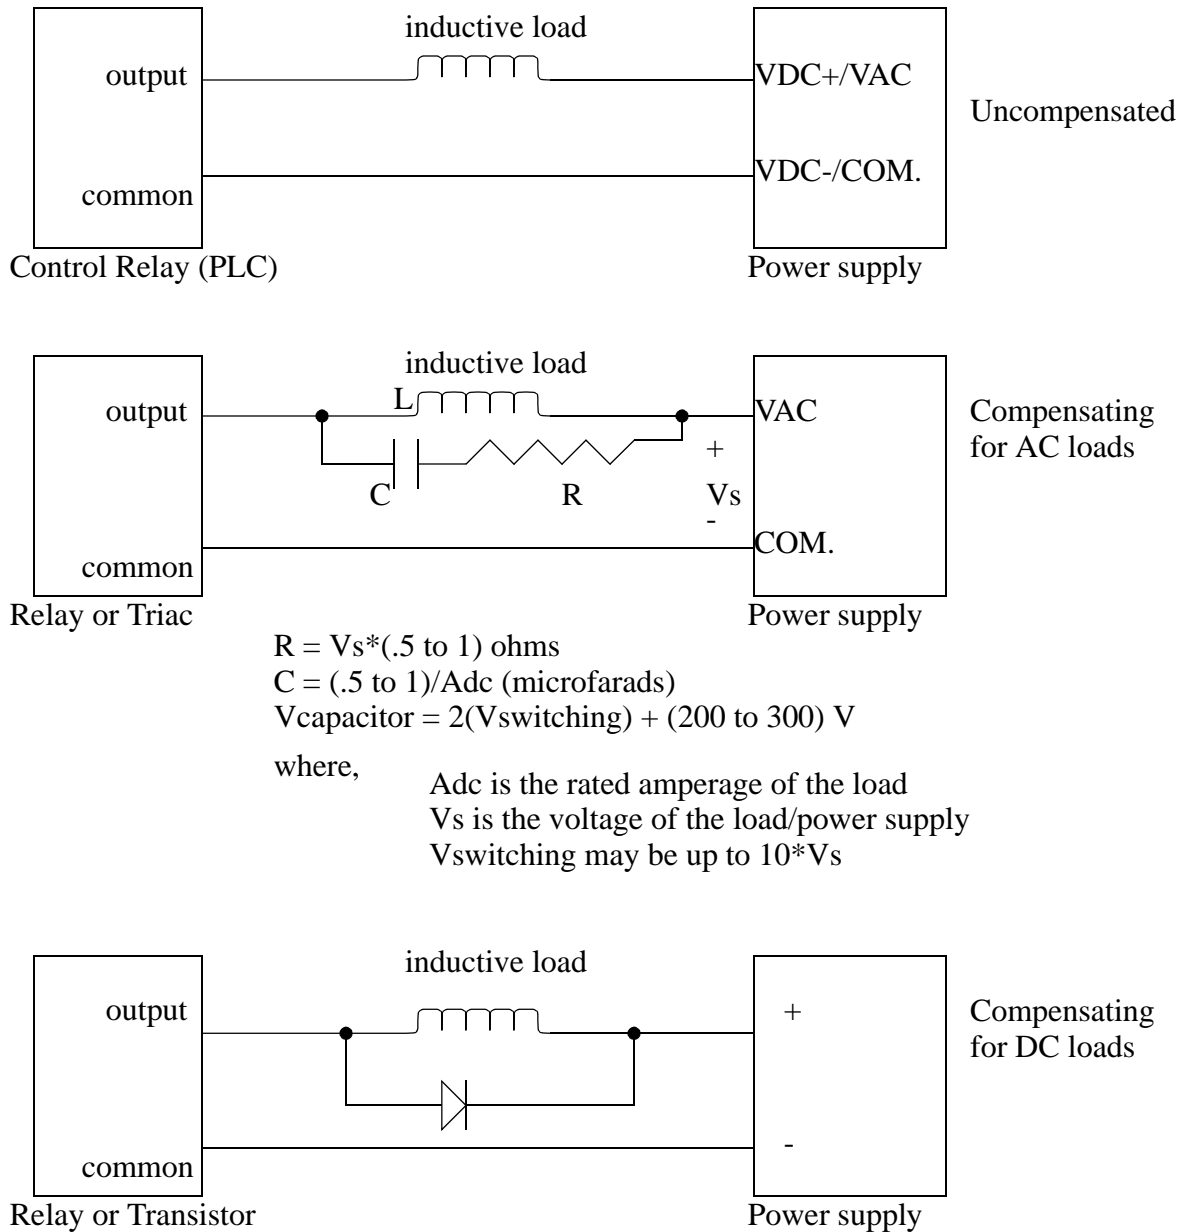 inductive load
output
VDC+/VAC
Uncompensated
VDC-/COM.
common
Control Relay (PLC)
Power supply
inductive load
L
output
VAC
Compensating
for AC loads
+
C
R
Vs
-
COM.
common
Relay or Triac
Power supply
R = Vs*(.5 to 1) ohms
C = (.5 to 1)/Adc (microfarads)
Vcapacitor = 2(Vswitching) + (200 to 300) V
where,
Adc is the rated amperage of the load
Vs is the voltage of the load/power supply
Vswitching may be up to 10*Vs
inductive load
output
+
Compensating
for DC loads
-
common
Relay or Transistor
Power supply